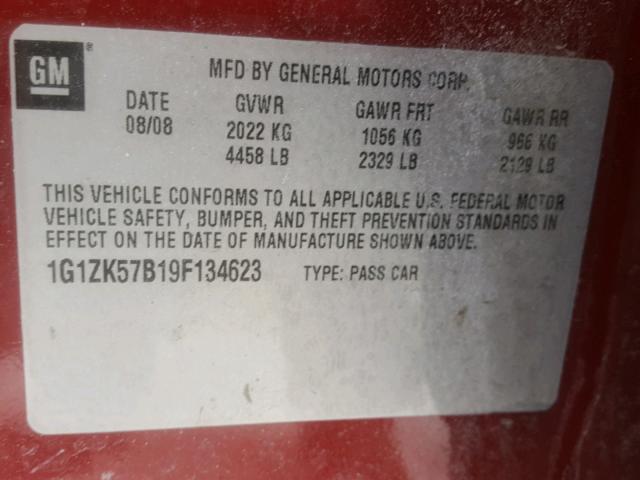 GM ®
MFD BY GENERAL MOTORS CORP.
DATE GVWR GAWR FRT GAWR RR
08/08 2022 KG 1056 KG 966 KG
4458 LB 2329 LB 2129 LB
THIS VEHICLE CONFORMS TO ALL APPLICABLE U.S. FEDERAL MOTOR
VEHICLE SAFETY, BUMPER, AND THEFT PREVENTION STANDARDS IN
EFFECT ON THE DATE OF MANUFACTURE SHOWN ABOVE.
1G1ZK57B19F134623 TYPE: PASS CAR